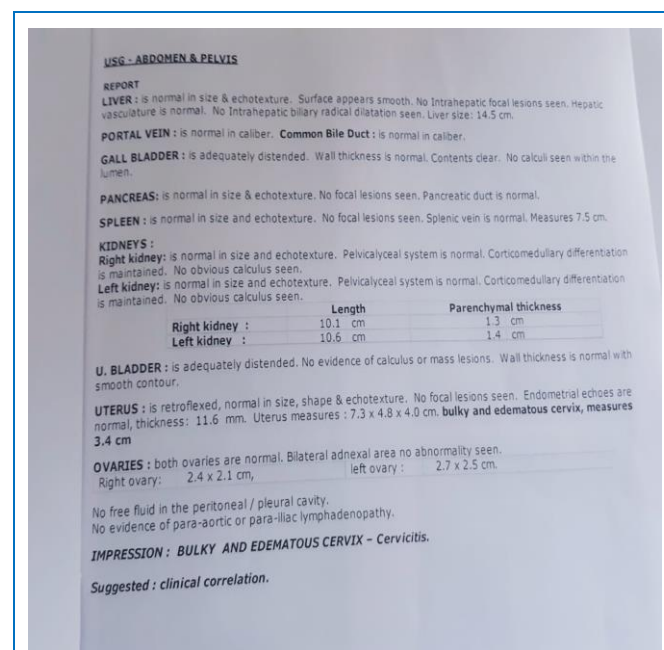 USG - ABDOMEN & PELVIS
REPORT
LIVER : is normal in size & echotexture. Surface appears smooth. No Intrahepatic focal lesions seen. Hepatic
vasculature is normal. No Intrahepatic biliary radical dilatation seen. Liver size: 14.5 cm.
PORTAL VEIN : is normal in caliber. Common Bile Duct : is normal in caliber.
GALL BLADDER : is adequately distended. Wall thickness is normal. Contents clear. No calculi seen within the
lumen.
PANCREAS: is normal in size & echotexture. No focal lesions seen. Pancreatic duct is normal.
SPLEEN : is normal in size and echotexture. No focal lesions seen. Splenic vein is normal. Measures 7.5 cm.
KIDNEYS :
Right kidney: is normal in size and echotexture. Pelvicalyceal system is normal. Corticomedullary differentiation
is maintained. No obvious calculus seen.
Left kidney: is normal in size and echotexture. Pelvicalyceal system is normal. Corticomedullary differentiation
is maintained. No obvious calculus seen.
Length Parenchymal thickness
Right kidney : 10.1 cm 1.3 cm
Left kidney : 10.6 cm 1.4 cm
U. BLADDER : is adequately distended. No evidence of calculus or mass lesions. Wall thickness is normal with
smooth contour.
UTERUS : is retroflexed, normal in size, shape & echotexture. No focal lesions seen. Endometrial echoes are
normal, thickness: 11.6 mm. Uterus measures : 7.3 x 4.8 x 4.0 cm. bulky and edematous cervix, measures
3.4 cm
OVARIES : both ovaries are normal. Bilateral adnexal area no abnormality seen.
Right ovary: 2.4 x 2.1 cm, left ovary : 2.7 x 2.5 cm.
No free fluid in the peritoneal / pleural cavity.
No evidence of para-aortic or para-iliac lymphadenopathy.
IMPRESSION : BULKY AND EDEMATOUS CERVIX – Cervicitis.
Suggested : clinical correlation.